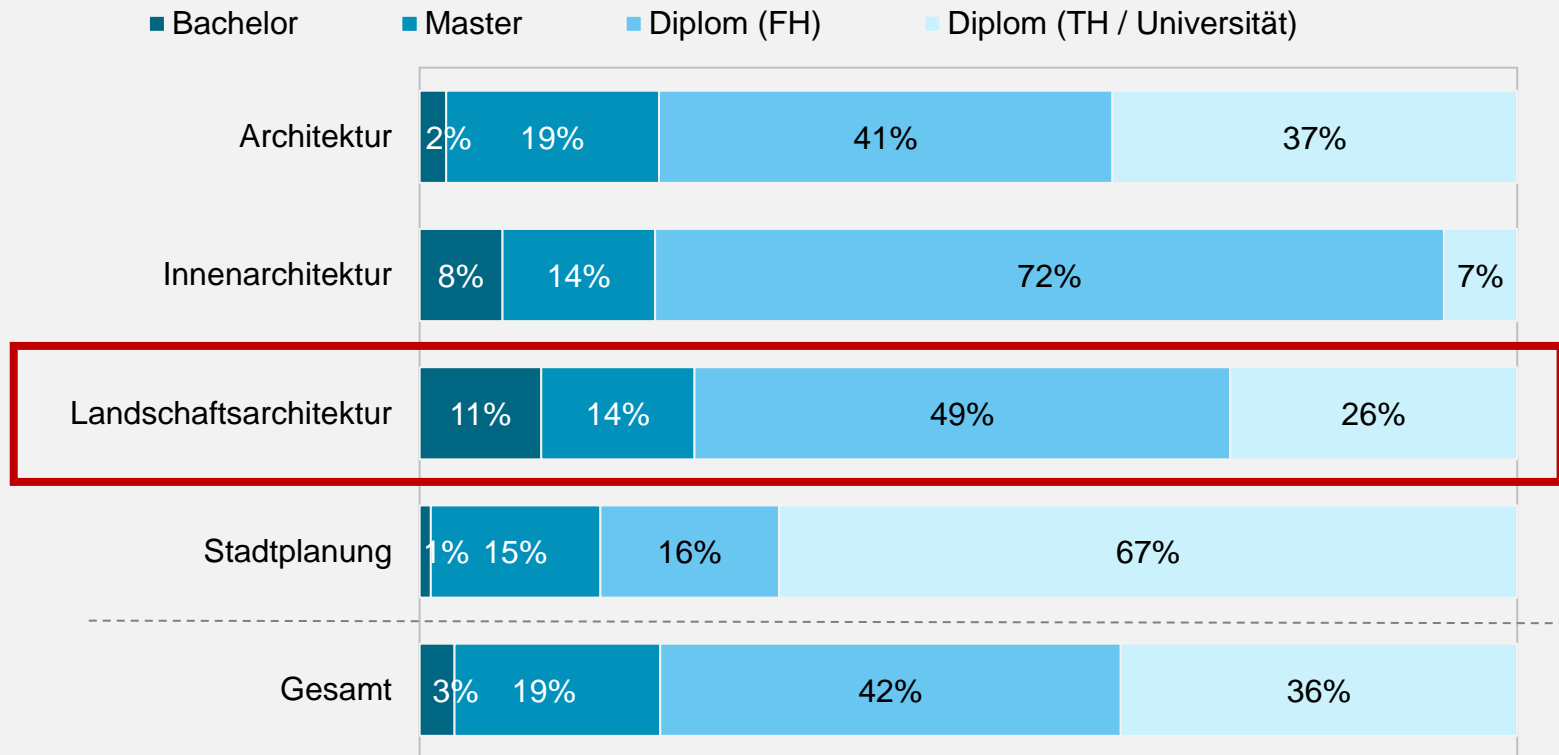 Bachelor Master Diplom (FH) Diplom (TH / Universität)
Architektur 2% 19% 41% 37%
Innenarchitektur 8% 14% 72% 7%
Landschaftsarchitektur 11% 14% 49% 26%
Stadtplanung 1% 15% 16% 67%
Gesamt 3% 19% 42% 36%